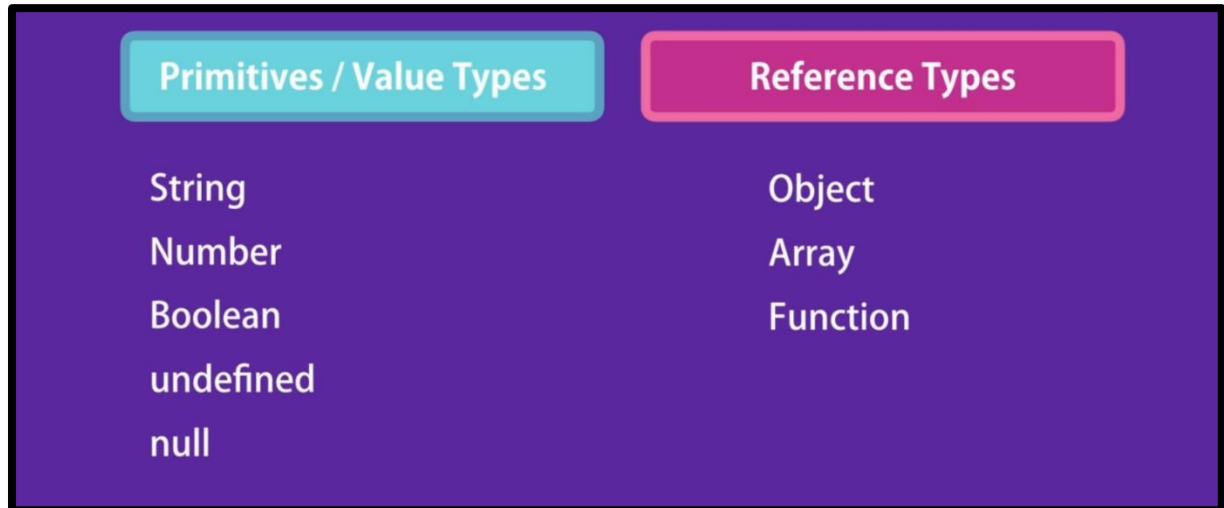 Primitives / Value Types
String
Number
Boolean
undefined
null
Reference Types
Object
Array
Function